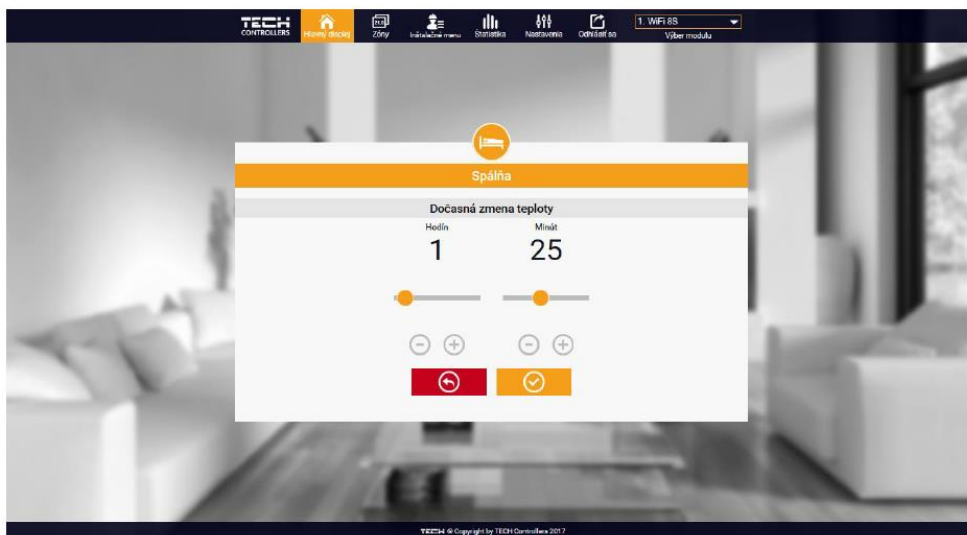 TECH
CONTROLLERS
Hlavný displej
Zóny
Inštalačné menu
Štatistika
Nastavenia
Odhlásiť sa
1. WiFi 8S
Výber modulu
Spálňa
Dočasná zmena teploty
Hodín
Minút
1
25
TECH © Copyright by TECH Controllers 2017